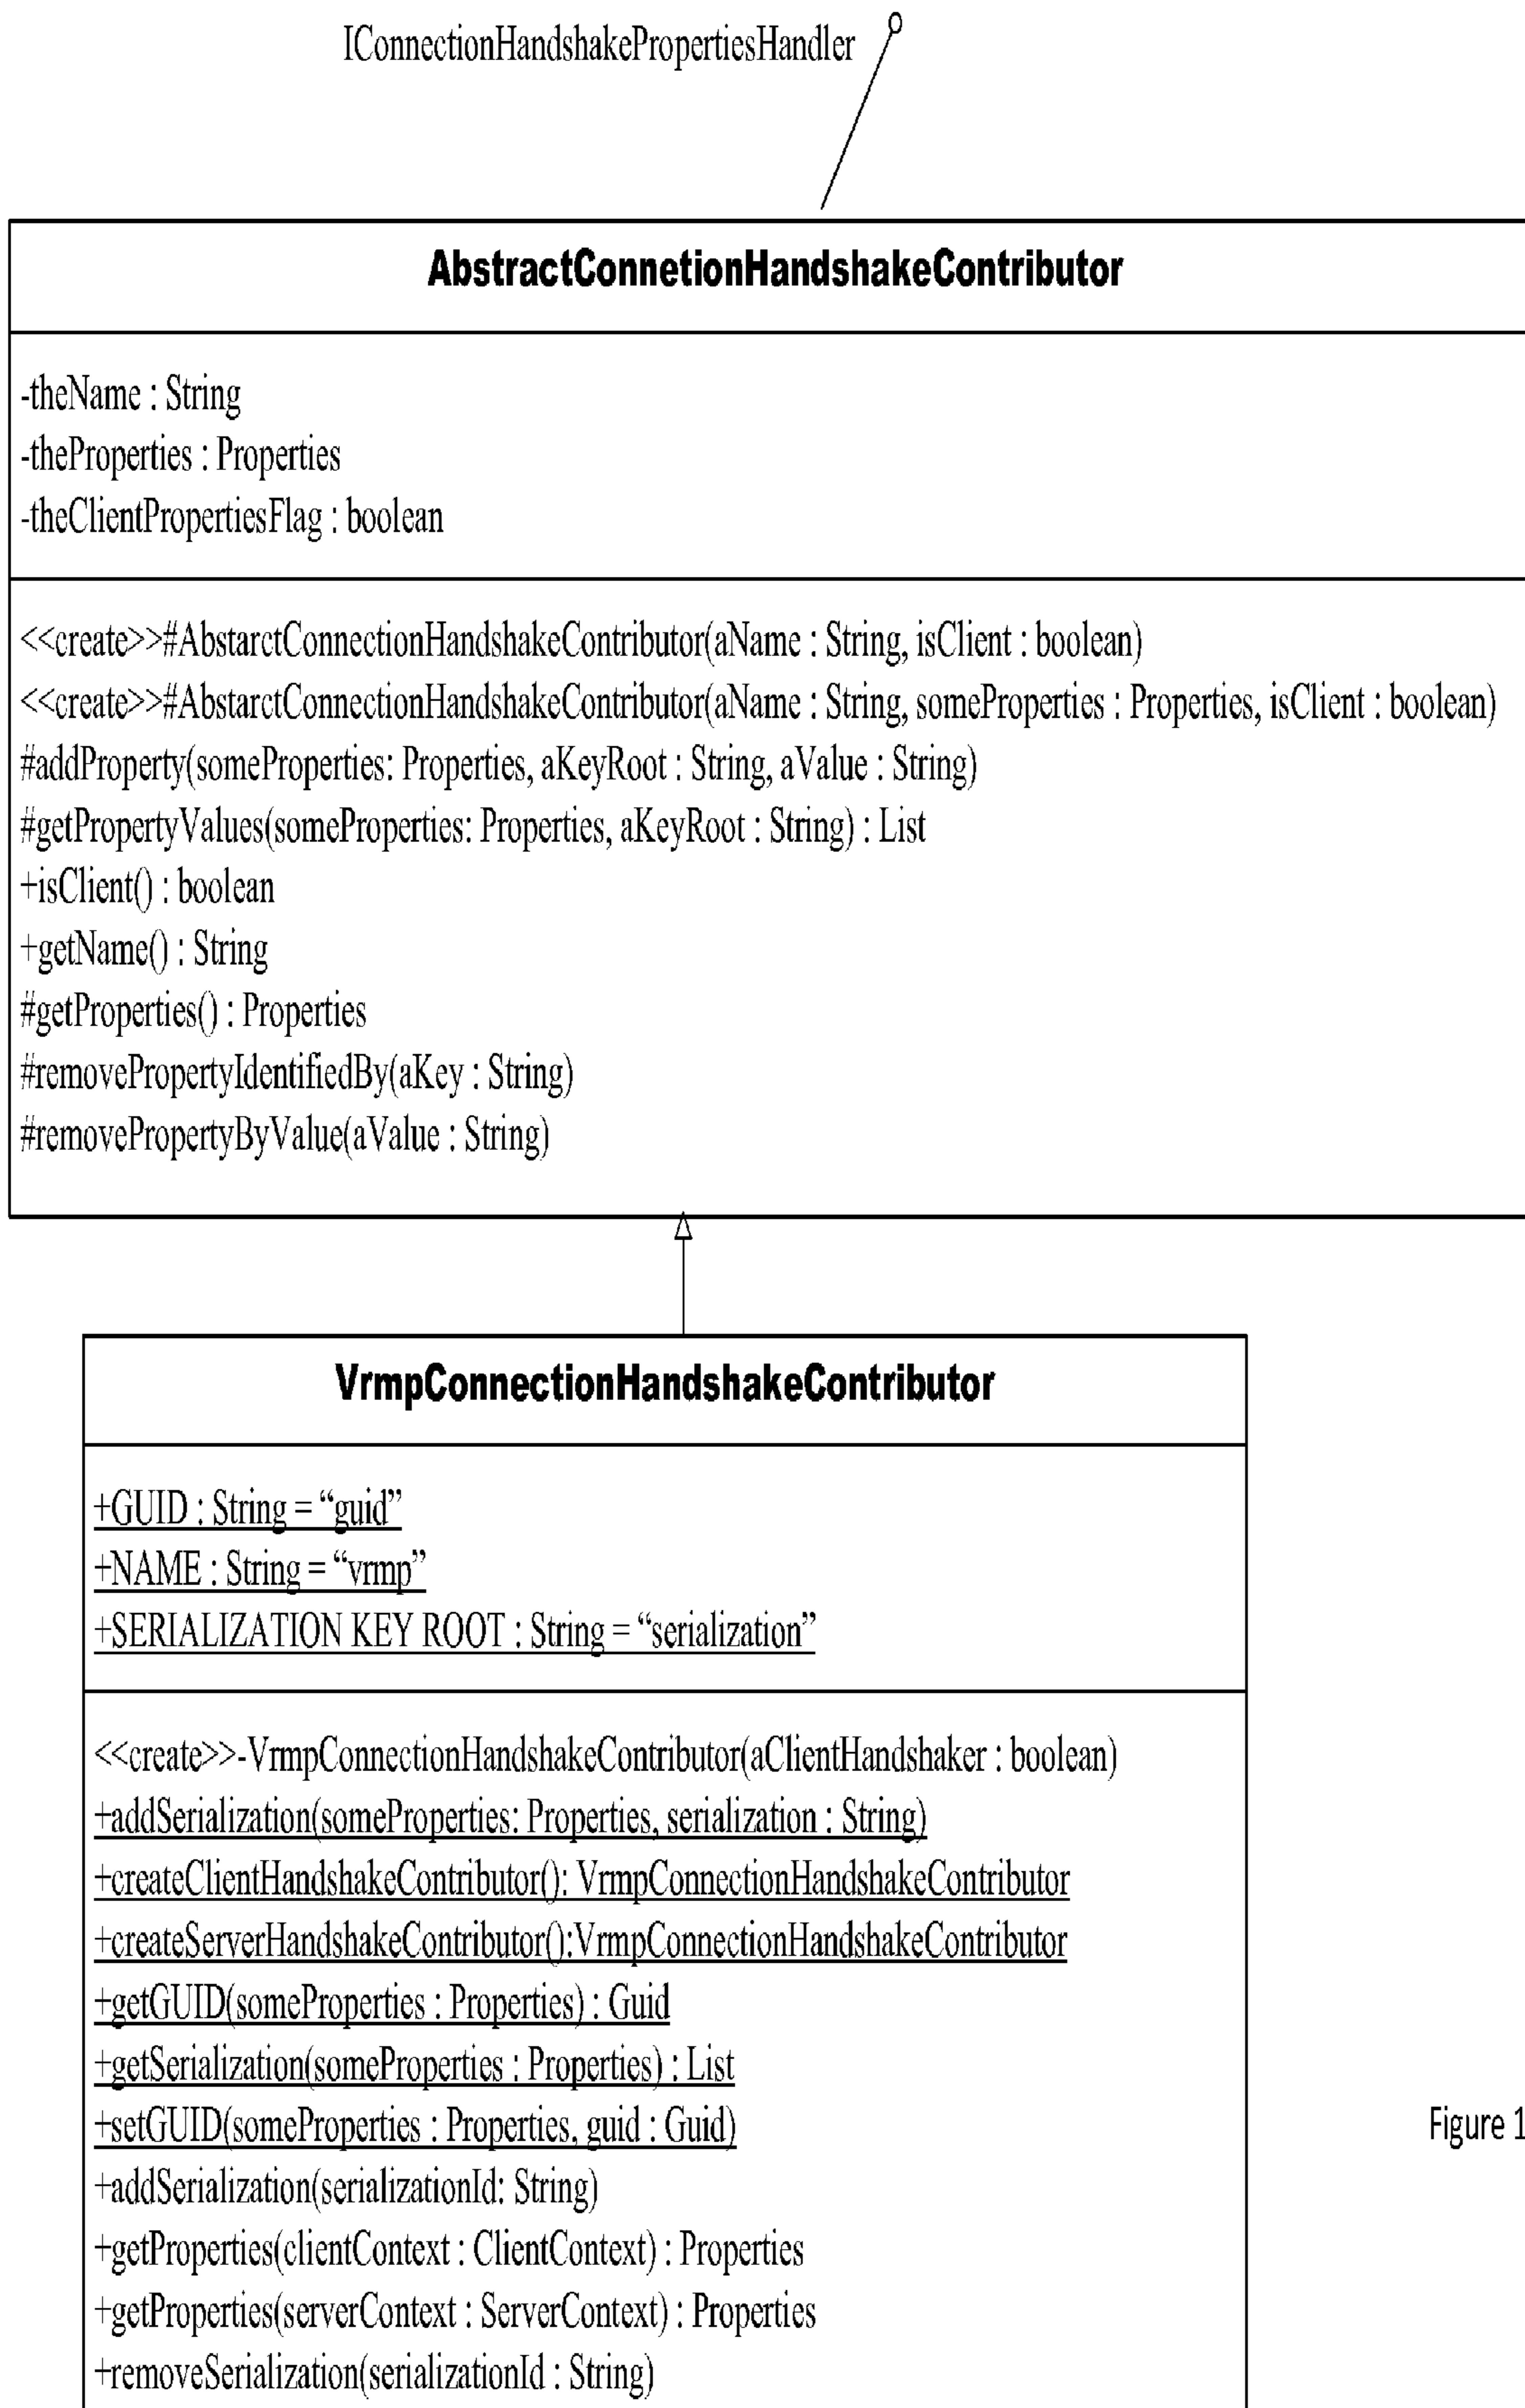 IConnectionHandshakePropertiesHandler
AbstractConnetionHandshakeContributor
-theName : String
-theProperties : Properties
-theClientPropertiesFlag : boolean
<<create>>#AbstarctConnectionHandshakeContributor(aName : String, isClient : boolean)
<<create>>#AbstarctConnectionHandshakeContributor(aName : String, someProperties : Properties, isClient : boolean)
#addProperty(someProperties: Properties, aKeyRoot : String, aValue : String)
#getPropertyValues(someProperties: Properties, aKeyRoot : String) : List
+isClient() : boolean
+getName() : String
#getProperties() : Properties
#removePropertyIdentifiedBy(aKey : String)
#removePropertyByValue(aValue : String)
VrmpConnectionHandshakeContributor
+GUID : String = “guid”
+NAME : String = “vrmp”
+SERIALIZATION KEY ROOT : String = “serialization”
<<create>>-VrmpConnectionHandshakeContributor(aClientHandshaker : boolean)
+addSerialization(someProperties: Properties, serialization : String)
+createClientHandshakeContributor(): VrmpConnectionHandshakeContributor
+createServerHandshakeContributor():VrmpConnectionHandshakeContributor
+getGUID(someProperties : Properties) : Guid
+getSerialization(someProperties : Properties) : List
+setGUID(someProperties : Properties, guid : Guid)
+addSerialization(serializationId: String)
+getProperties(clientContext : ClientContext) : Properties
+getProperties(serverContext : ServerContext) : Properties
+removeSerialization(serializationId : String)
Figure 1